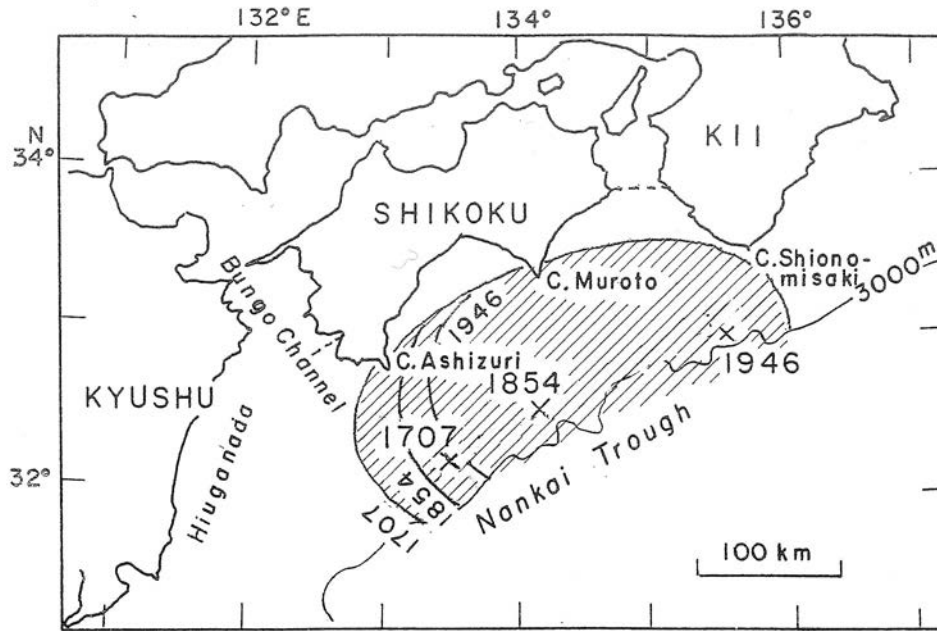 132° E
134°
136°
N
34°
32°
KII
SHIKOKU
C. Shiono-
misaki
3000m
C. Muroto
Bungo Channel
1946
C. Ashizuri
1946
1854
KYUSHU
1707
Hiuganada
1854
1707
Nankai Trough
100 km